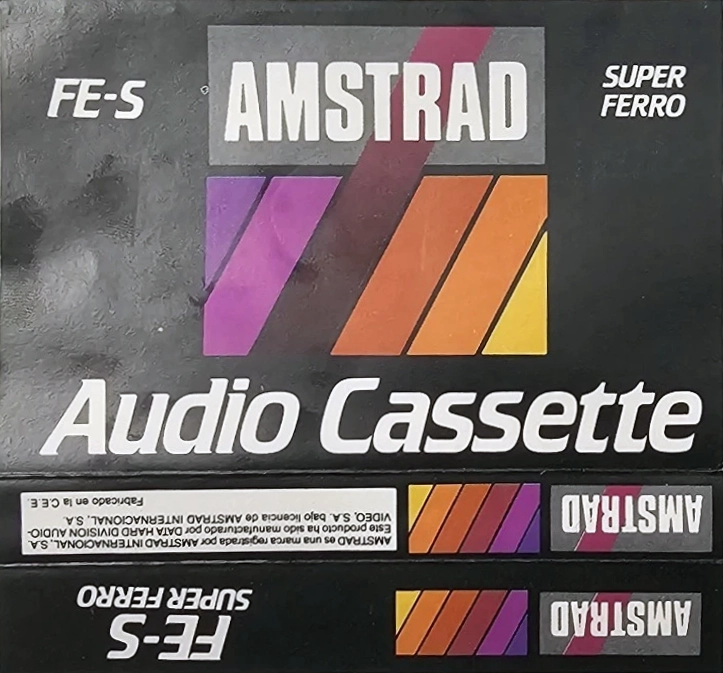 FE-S
AMSTRAD
SUPER
FERRO
Audio Cassette
AMSTRAD
AMSTRAD es una marca registrada por AMSTRAD INTERNACIONAL, S.A.
Este producto ha sido manufacturado por DATA HARD DIVISION AUDIO-
VIDEO, S.A. bajo licencia de AMSTRAD INTERNACIONAL, S.A.
Fabricado en la C.E.E.
AMSTRAD
FE-S
SUPER FERRO